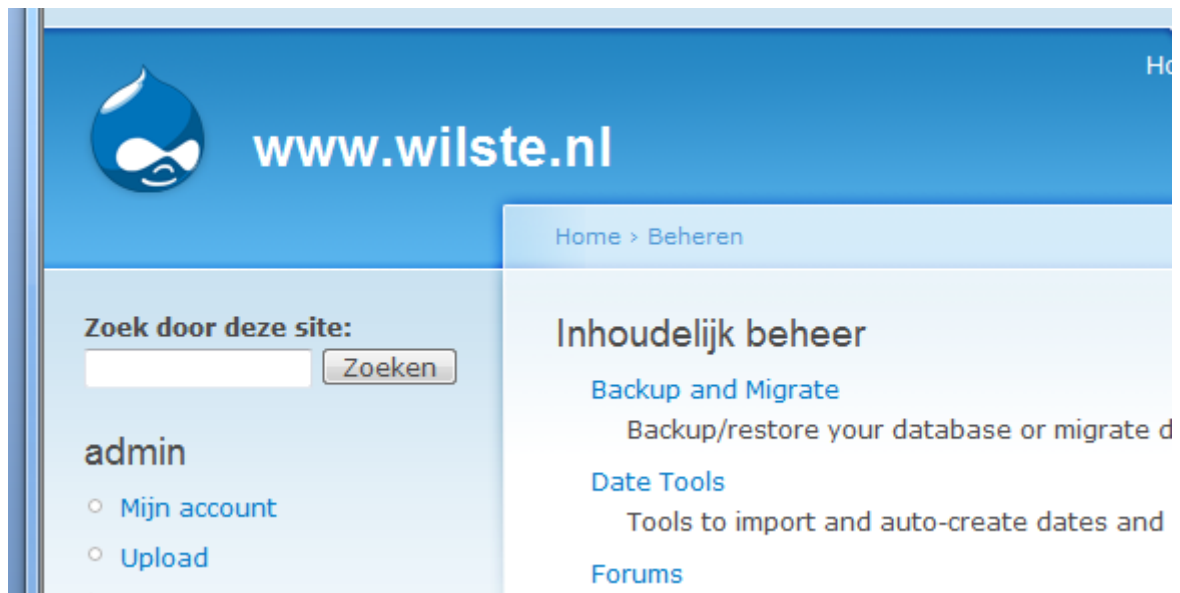 www.wilste.nl
Home › Beheren
Zoek door deze site:
Zoeken
admin
Mijn account
Upload
Inhoudelijk beheer
Backup and Migrate
Backup/restore your database or migrate
Date Tools
Tools to import and auto-create dates and
Forums